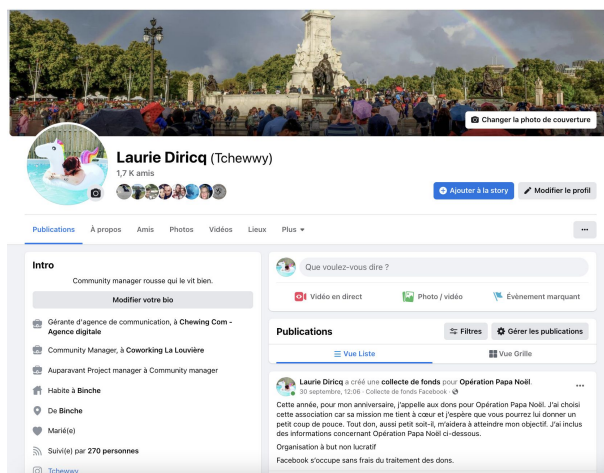 Changer la photo de couverture
Laurie Diricq (Tchewwy)
1,7 K amis
Ajouter à la story
Modifier le profil
Publications
À propos
Amis
Photos
Vidéos
Lieux
Plus
Intro
Community manager rousse qui le vit bien.
Modifier votre bio
Gérante d'agence de communication, à Chewing Com -
Agence digitale
Community Manager, à Coworking La Louvière
Auparavant Project manager à Community manager
Habite à Binche
De Binche
Marié(e)
Suivi(e) par 270 personnes
Tcheway
Que voulez-vous dire ?
Vidéo en direct
Photo / vidéo
Évènement marquant
Publications
Filtres
Gérer les publications
Vue Liste
Vue Grille
Laurie Diricq a créé une collecte de fonds pour Opération Papa Noël.
30 septembre, 12:06 · Collecte de fonds Facebook ·
Cette année, pour mon anniversaire, j'appelle aux dons pour Opération Papa Noël. J'ai choisi
cette association car sa mission me tient à cœur et j'espère que vous pourrez lui donner un
petit coup de pouce. Tout don, aussi petit soit-il, m'aidera à atteindre mon objectif. J'ai inclus
des informations concernant Opération Papa Noël ci-dessous.
Organisation à but non lucratif
Facebook s'occupe sans frais du traitement des dons.